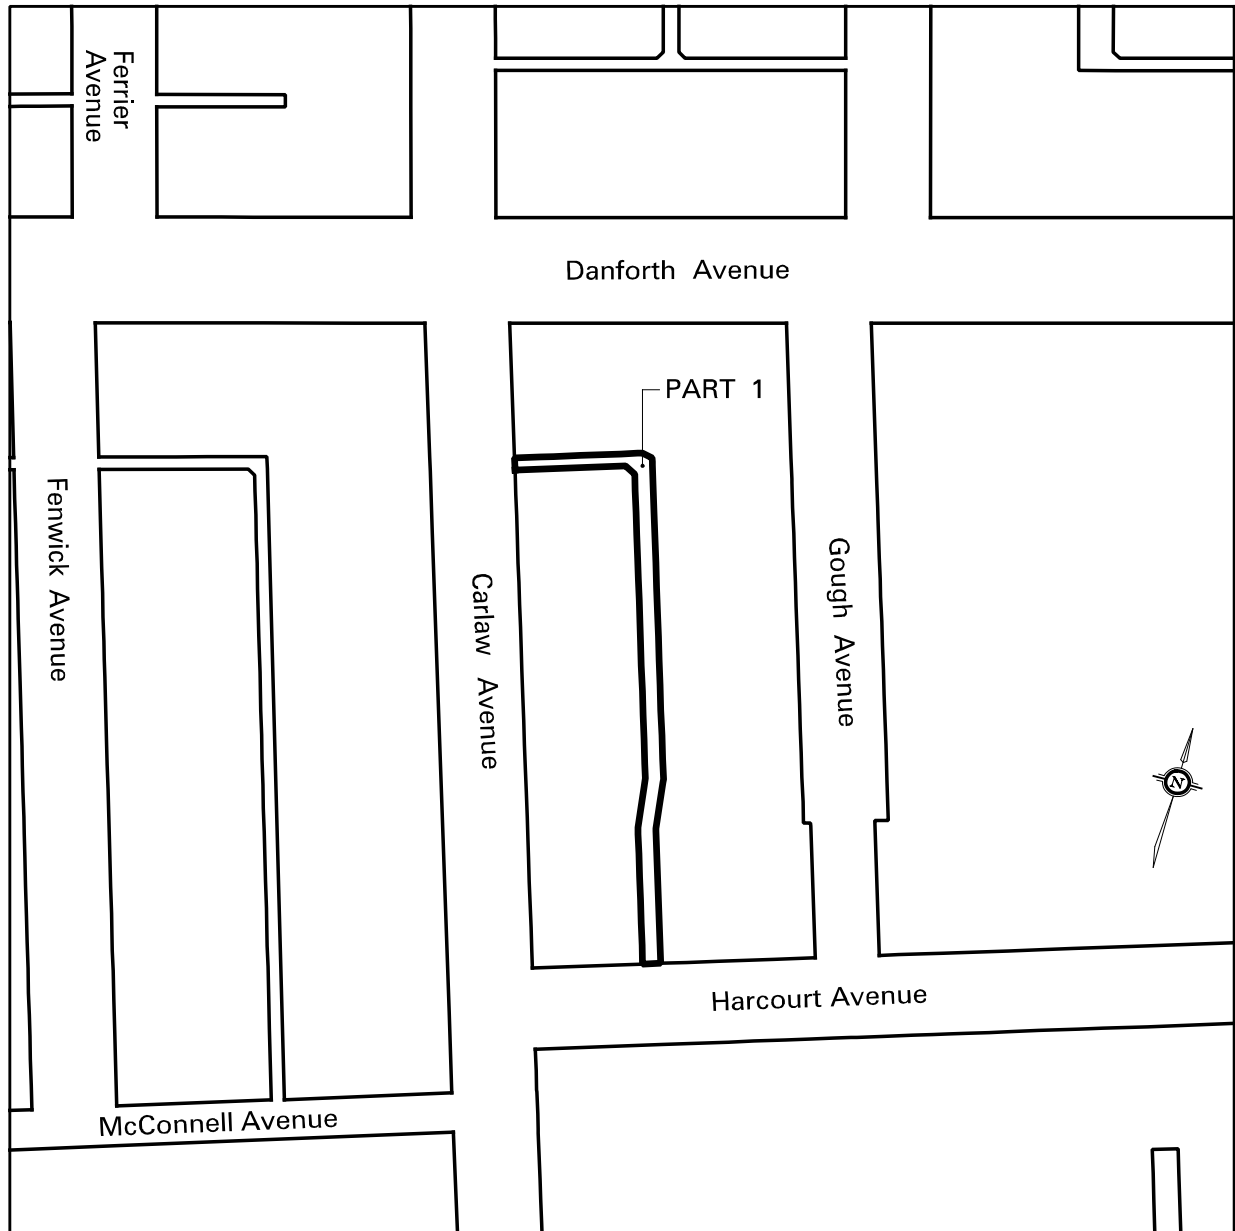 Ferrier
Avenue
Danforth Avenue
PART 1
Fenwick Avenue
Carlaw Avenue
Gough Avenue
N
Harcourt Avenue
McConnell Avenue